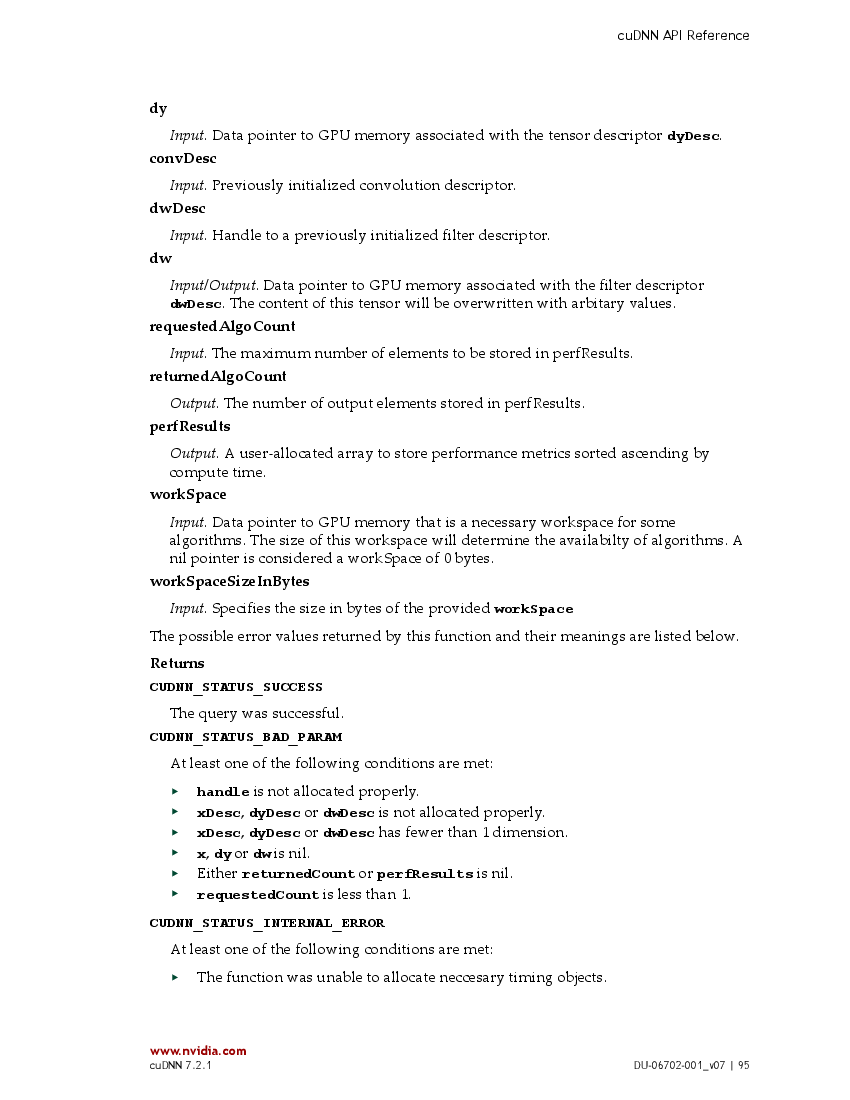 cuDNN API Reference
dy
Input. Data pointer to GPU memory associated with the tensor descriptor dyDesc.
convDesc
Input. Previously initialized convolution descriptor.
dwDesc
Input. Handle to a previously initialized filter descriptor.
dw
Input/Output. Data pointer to GPU memory associated with the filter descriptor
dwDesc. The content of this tensor will be overwritten with arbitary values.
requestedAlgoCount
Input. The maximum number of elements to be stored in perfResults.
returnedAlgoCount
Output. The number of output elements stored in perfResults.
perfResults
Output. A user-allocated array to store performance metrics sorted ascending by
compute time.
workSpace
Input. Data pointer to GPU memory that is a necessary workspace for some
algorithms. The size of this workspace will determine the availabilty of algorithms. A
nil pointer is considered a workSpace of 0 bytes.
workSpaceSizeInBytes
Input. Specifies the size in bytes of the provided workSpace
The possible error values returned by this function and their meanings are listed below.
Returns
CUDNN_STATUS_SUCCESS
The query was successful.
CUDNN_STATUS_BAD_PARAM
At least one of the following conditions are met:
▶ handle is not allocated properly.
▶ xDesc, dyDesc or dwDesc is not allocated properly.
▶ xDesc, dyDesc or dwDesc has fewer than 1 dimension.
▶ x, dy or dw is nil.
▶ Either returnedCount or perfResults is nil.
▶ requestedCount is less than 1.
CUDNN_STATUS_INTERNAL_ERROR
At least one of the following conditions are met:
▶ The function was unable to allocate neccesary timing objects.
www.nvidia.com
cuDNN 7.2.1 DU-06702-001_v07 | 95